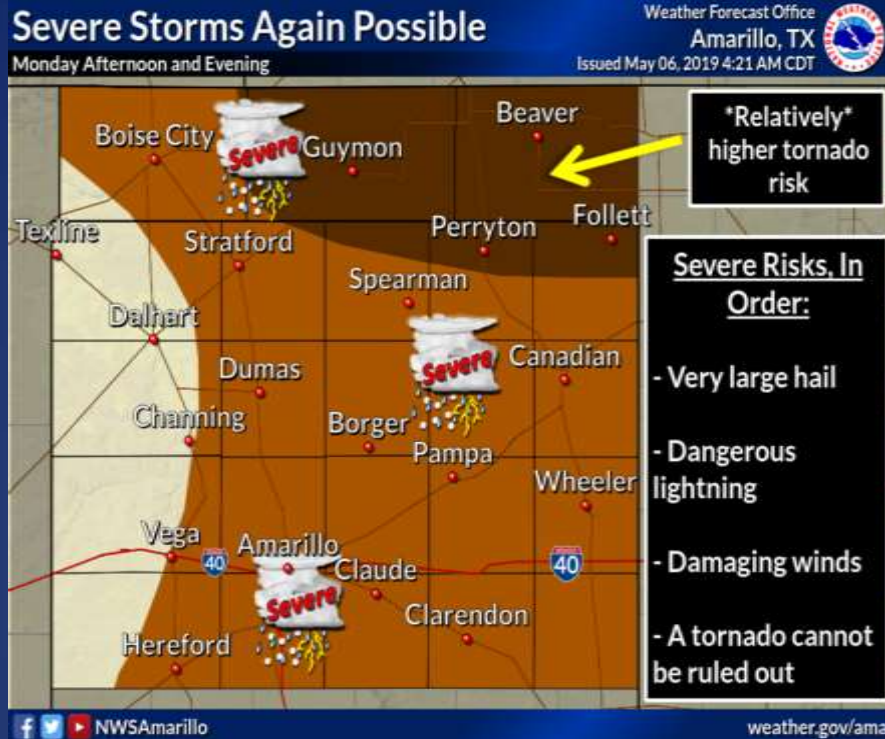 Severe Storms Again Possible
Monday Afternoon and Evening
Weather Forecast Office
Amarillo, TX
Issued May 06, 2019 4:21 AM CDT
*Relatively*
higher tornado
risk
Beaver
Boise City
Severe
Guymon
Follett
Texline
Perryton
Stratford
Spearman
Dalhart
Severe
Canadian
Dumas
Channing
Borger
Pampa
Wheeler
Vega
40
Amarillo
Claude
40
Severe
Clarendon
Hereford
Severe Risks, In
Order:
- Very large hail
- Dangerous
lightning
- Damaging winds
- A tornado cannot
be ruled out
NWSAmarillo
weather.gov/ama